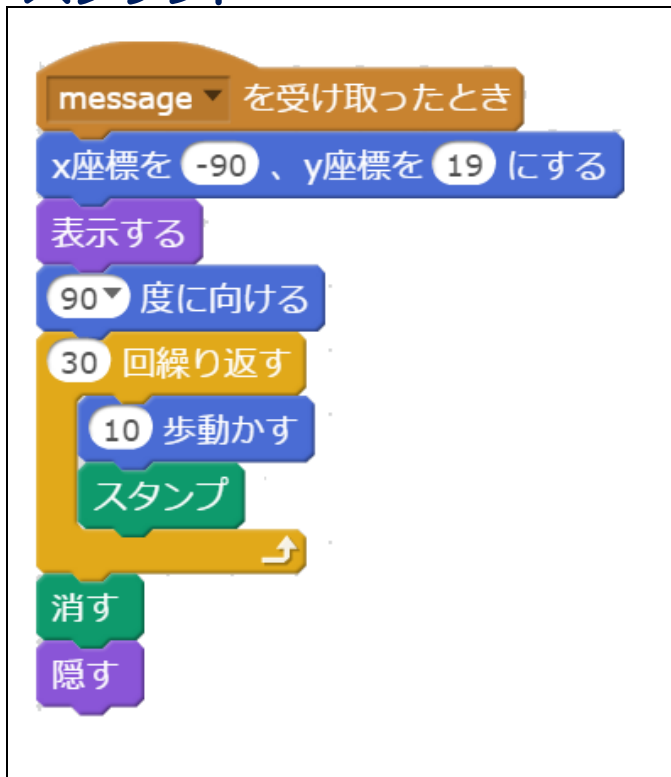 message を受け取ったとき
x座標を -90 、y座標を 19 にする
表示する
90 度に向ける
30 回繰り返す
10 歩動かす
スタンプ
消す
隠す